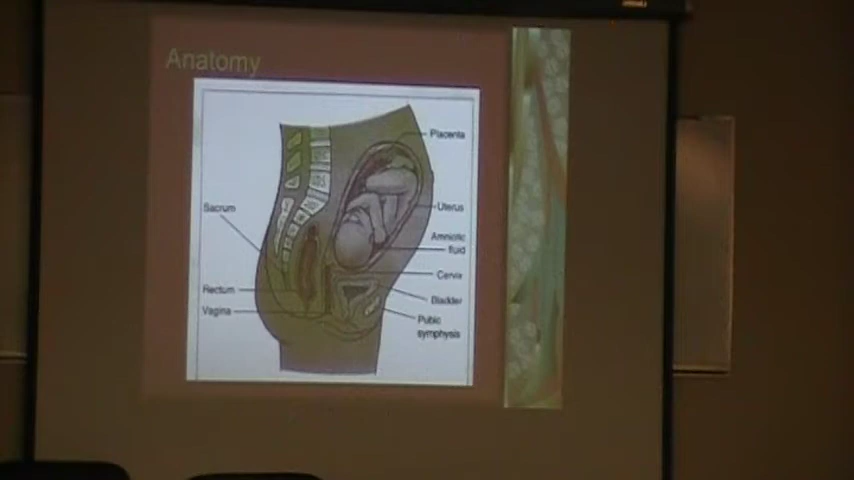 Anatomy
Placenta
Sacrum
Uterus
Amniotic
fluid
Cervix
Rectum
Bladder
Vagina
Pubic
symphysis